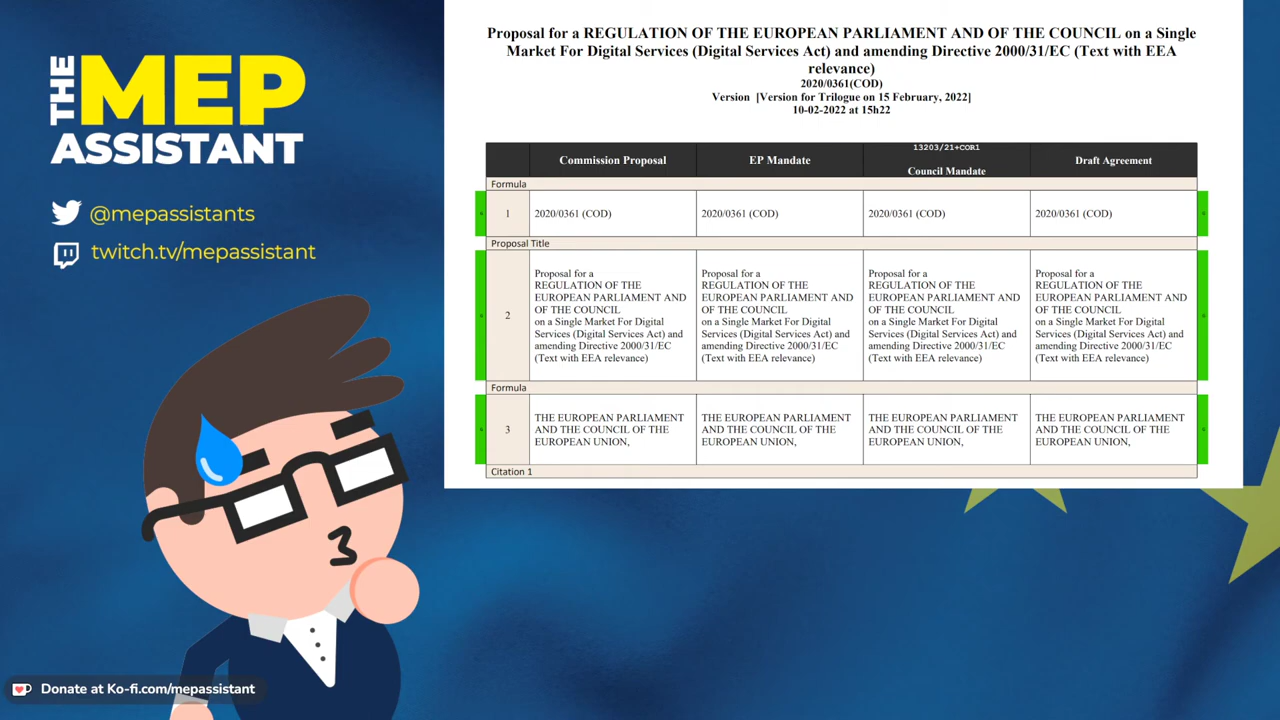 THE
MEP
ASSISTANT
@mepassistants
twitch.tv/mepassistant
Donate at Ko-fi.com/mepassistant
Proposal for a REGULATION OF THE EUROPEAN PARLIAMENT AND OF THE COUNCIL on a Single
Market For Digital Services (Digital Services Act) and amending Directive 2000/31/EC (Text with EEA
relevance)
2020/0361(COD)
Version [Version for Trilogue on 15 February, 2022]
10-02-2022 at 15h22
Commission Proposal
EP Mandate
13203/21+COR1
Council Mandate
Draft Agreement
Formula
1
2020/0361 (COD)
2020/0361 (COD)
2020/0361 (COD)
2020/0361 (COD)
Proposal Title
2
Proposal for a
REGULATION OF THE
EUROPEAN PARLIAMENT AND
OF THE COUNCIL
on a Single Market For Digital
Services (Digital Services Act) and
amending Directive 2000/31/EC
(Text with EEA relevance)
Proposal for a
REGULATION OF THE
EUROPEAN PARLIAMENT AND
OF THE COUNCIL
on a Single Market For Digital
Services (Digital Services Act) and
amending Directive 2000/31/EC
(Text with EEA relevance)
Proposal for a
REGULATION OF THE
EUROPEAN PARLIAMENT AND
OF THE COUNCIL
on a Single Market For Digital
Services (Digital Services Act) and
amending Directive 2000/31/EC
(Text with EEA relevance)
Proposal for a
REGULATION OF THE
EUROPEAN PARLIAMENT AND
OF THE COUNCIL
on a Single Market For Digital
Services (Digital Services Act) and
amending Directive 2000/31/EC
(Text with EEA relevance)
Formula
3
THE EUROPEAN PARLIAMENT
AND THE COUNCIL OF THE
EUROPEAN UNION,
THE EUROPEAN PARLIAMENT
AND THE COUNCIL OF THE
EUROPEAN UNION,
THE EUROPEAN PARLIAMENT
AND THE COUNCIL OF THE
EUROPEAN UNION,
THE EUROPEAN PARLIAMENT
AND THE COUNCIL OF THE
EUROPEAN UNION,
Citation 1